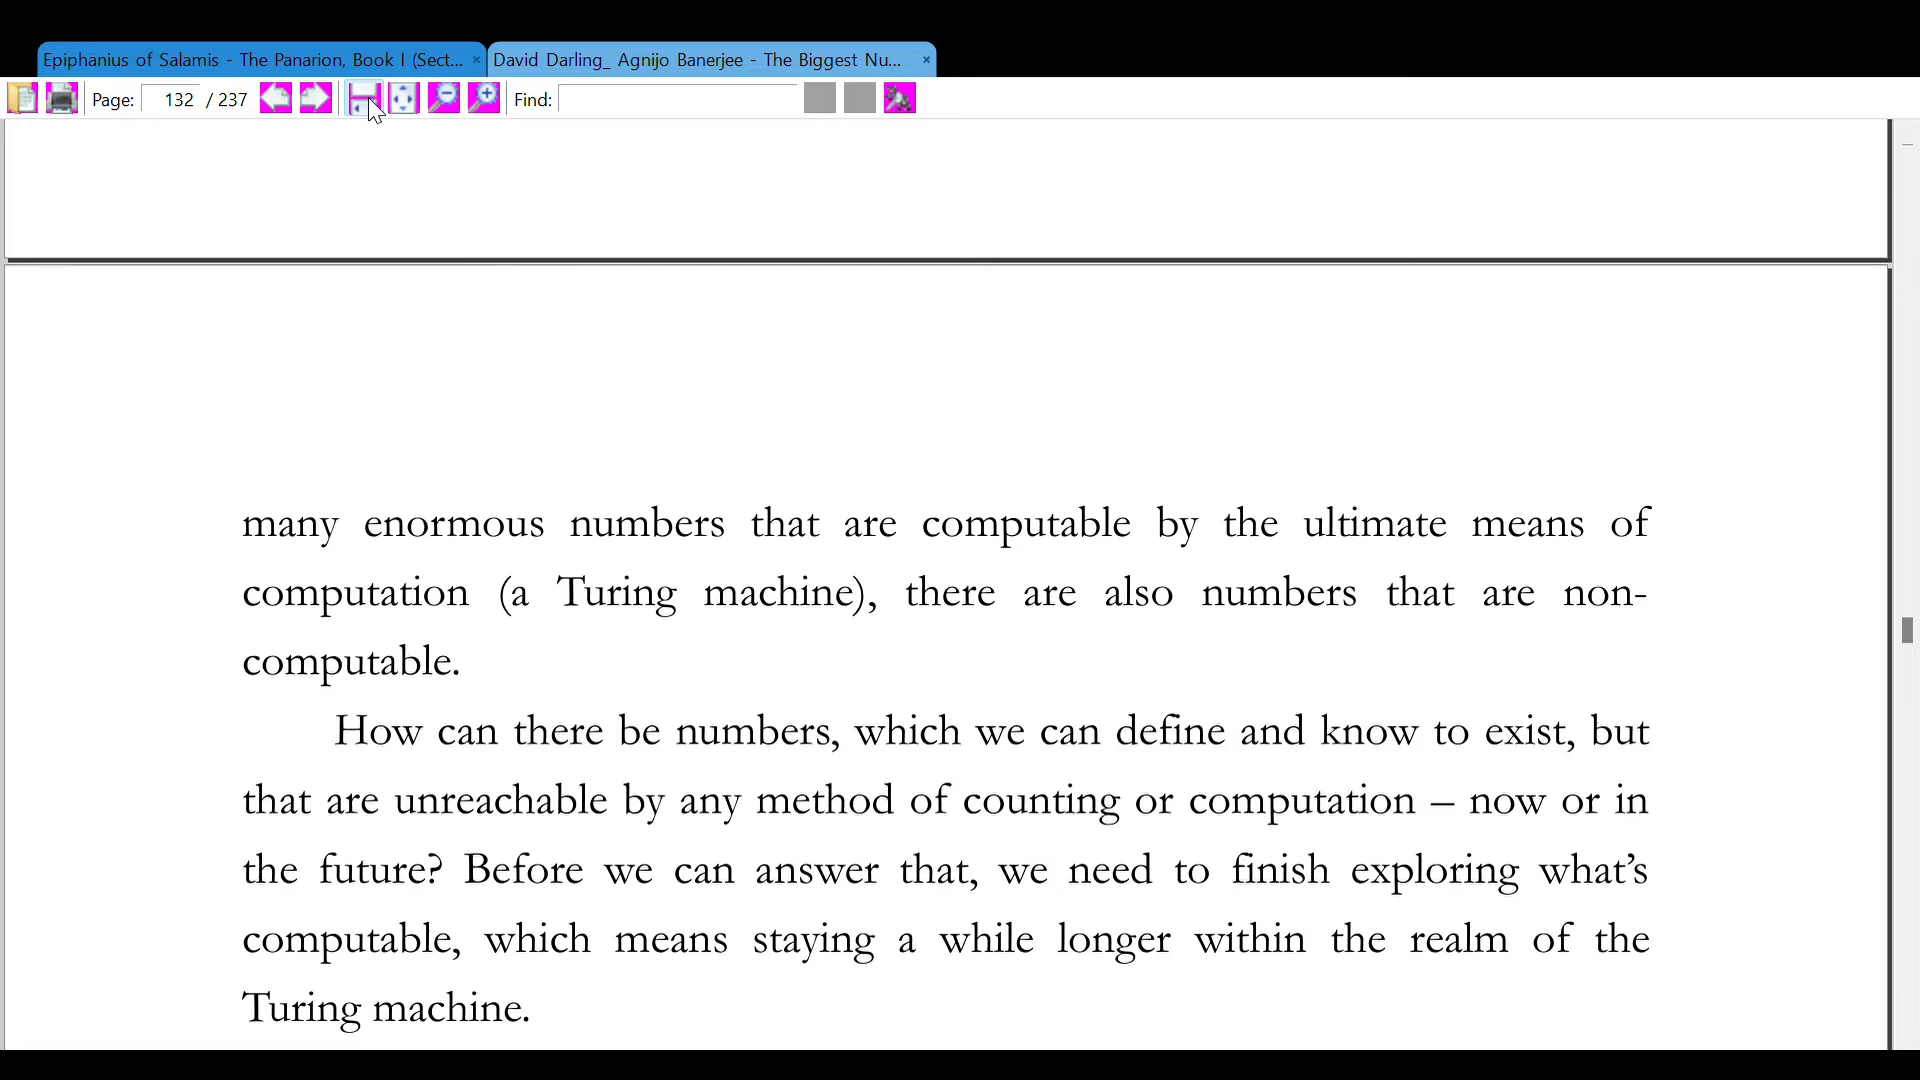 Epiphanius of Salamis - The Panarion, Book I (Sect... × David Darling_ Agnijo Banerjee - The Biggest Nu... ×
Page: 132 / 237 Find:
many enormous numbers that are computable by the ultimate means of
computation (a Turing machine), there are also numbers that are non-
computable.
How can there be numbers, which we can define and know to exist, but
that are unreachable by any method of counting or computation – now or in
the future? Before we can answer that, we need to finish exploring what’s
computable, which means staying a while longer within the realm of the
Turing machine.